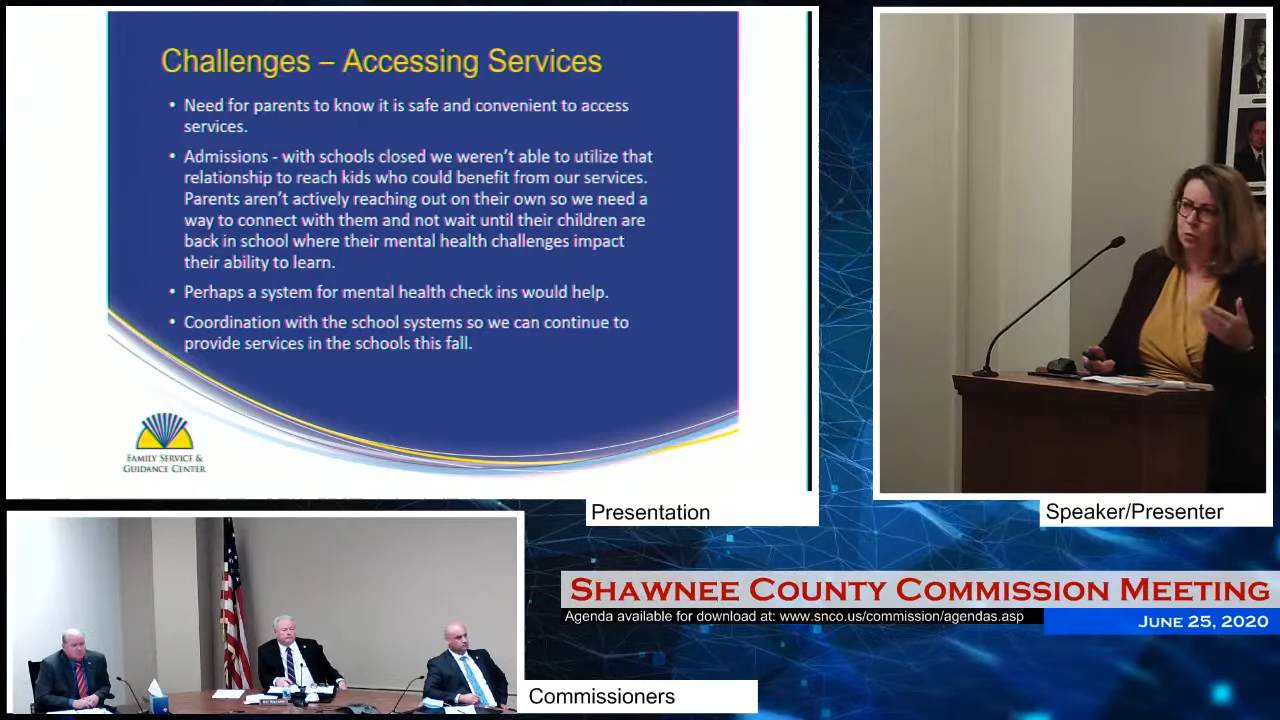 Challenges – Accessing Services
• Need for parents to know it is safe and convenient to access
services.
• Admissions - with schools closed we weren't able to utilize that
relationship to reach kids who could benefit from our services.
Parents aren't actively reaching out on their own so we need a
way to connect with them and not wait until their children are
back in school where their mental health challenges impact
their ability to learn.
• Perhaps a system for mental health check ins would help.
• Coordination with the school systems so we can continue to
provide services in the schools this fall.
Family Service &
Guidance Center
Presentation
Speaker/Presenter
Shawnee County Commission Meeting
Agenda available for download at: www.snco.us/commission/agendas.asp
June 25, 2020
Commissioners